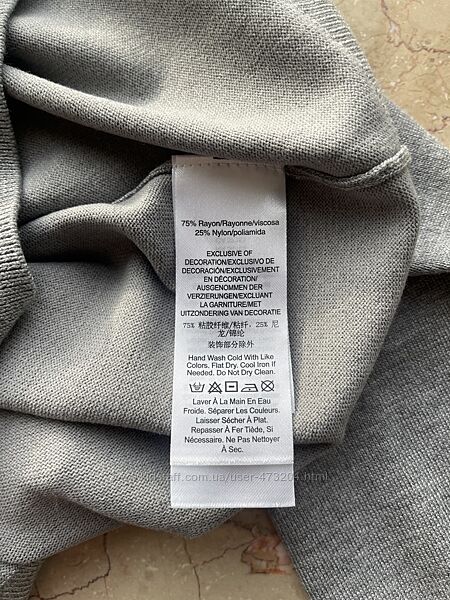 75% Rayon/Rayonne/viscosa
25% Nylon/poliamida
EXCLUSIVE OF
DECORATION/EXCLUSIVO DE
DECORACIÓN/EXCLUSIVEMENT
EN DÉCORATION/
AUSGENOMMEN DER
VERZIERUNGEN/EXCLUANT
LA GARNITURE/MET
UITZONDERING VAN DECORATIE
75% 粘胶纤维/粘纤, 25% 尼
龙/锦纶
装饰部分除外
Hand Wash Cold With Like
Colors. Flat Dry. Cool Iron If
Needed. Do Not Dry Clean.
Laver À La Main En Eau
Froide. Séparer Les Couleurs.
Laisser Sécher À Plat.
Repasser À Fer Tiède, Si
Nécessaire. Ne Pas Nettoyer
À Sec.
.ua/user-473204.html